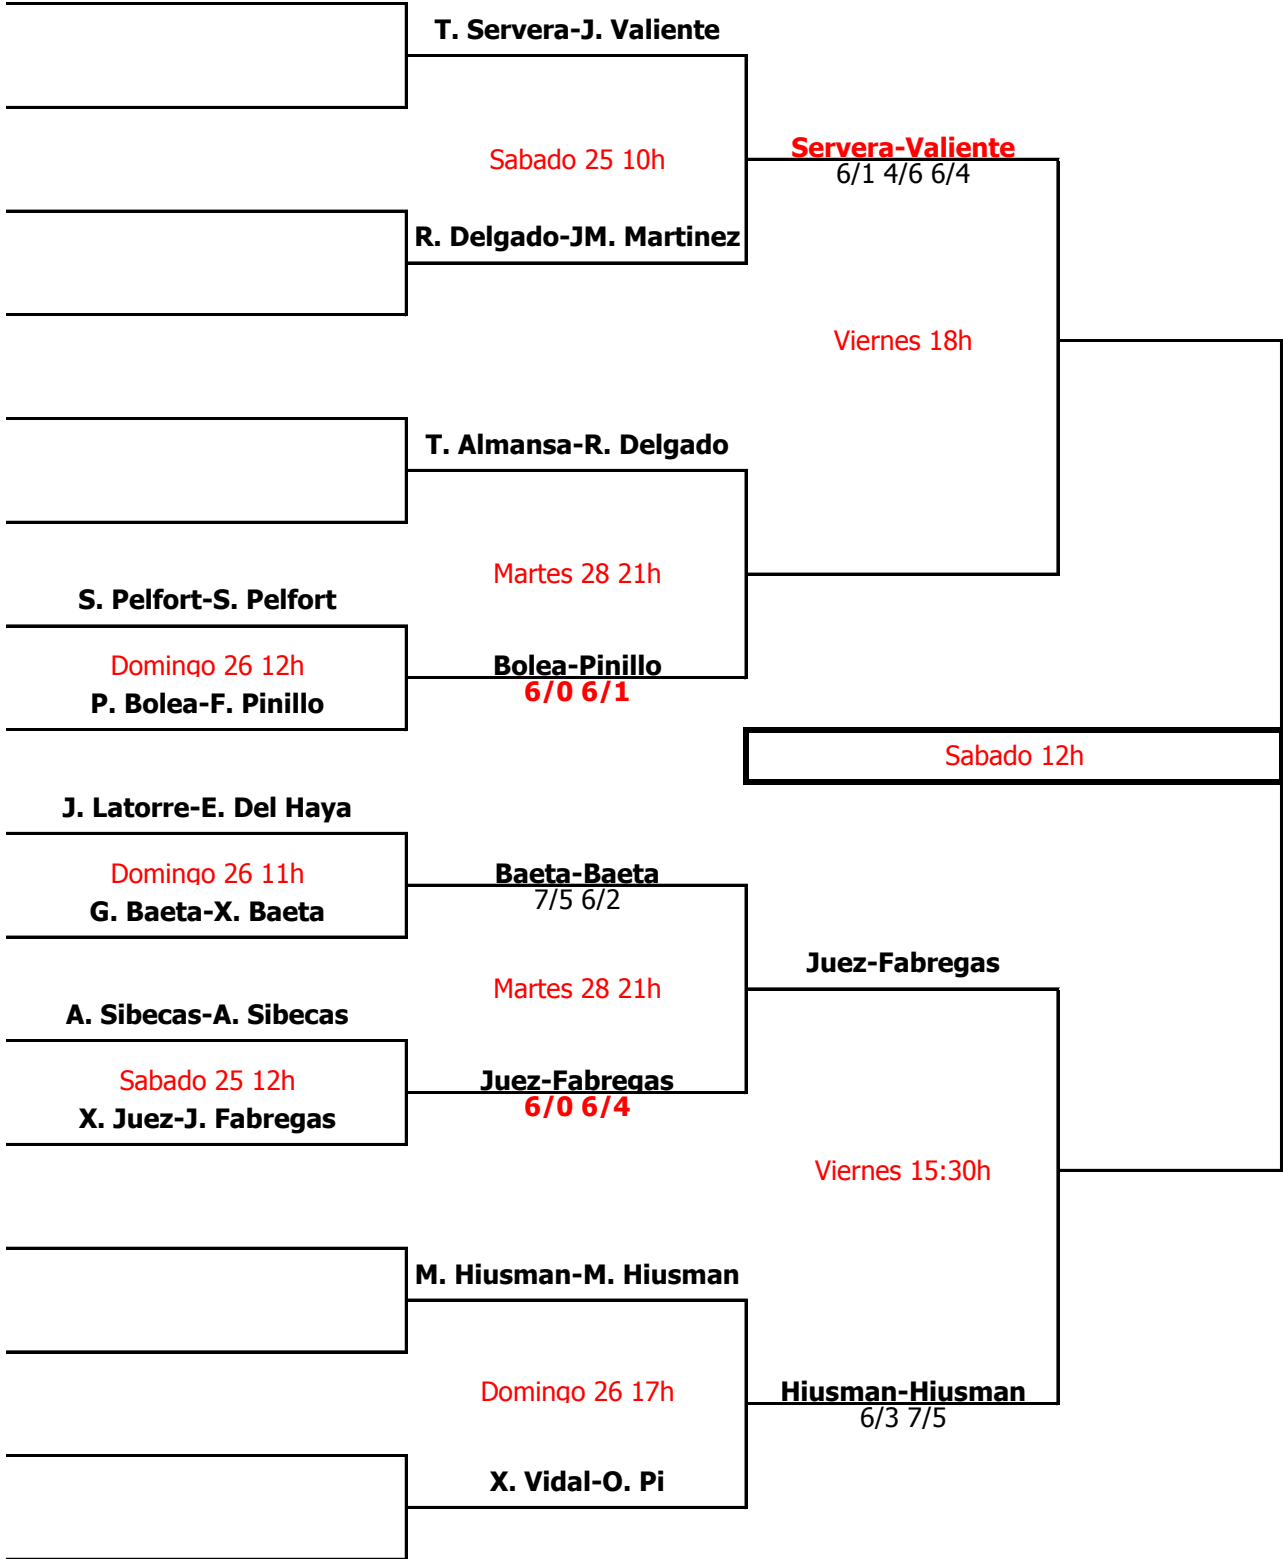 T. Servera-J. Valiente
Sabado 25 10h
Servera-Valiente
6/1 4/6 6/4
R. Delgado-JM. Martinez
Viernes 18h
T. Almansa-R. Delgado
Martes 28 21h
S. Pelfort-S. Pelfort
Domingo 26 12h
P. Bolea-F. Pinillo
Bolea-Pinillo
6/0 6/1
Sabado 12h
J. Latorre-E. Del Haya
Domingo 26 11h
G. Baeta-X. Baeta
Baeta-Baeta
7/5 6/2
Martes 28 21h
Juez-Fabregas
A. Sibecas-A. Sibecas
Sabado 25 12h
X. Juez-J. Fabregas
Juez-Fabregas
6/0 6/4
Viernes 15:30h
M. Hiusman-M. Hiusman
Domingo 26 17h
Hiusman-Hiusman
6/3 7/5
X. Vidal-O. Pi